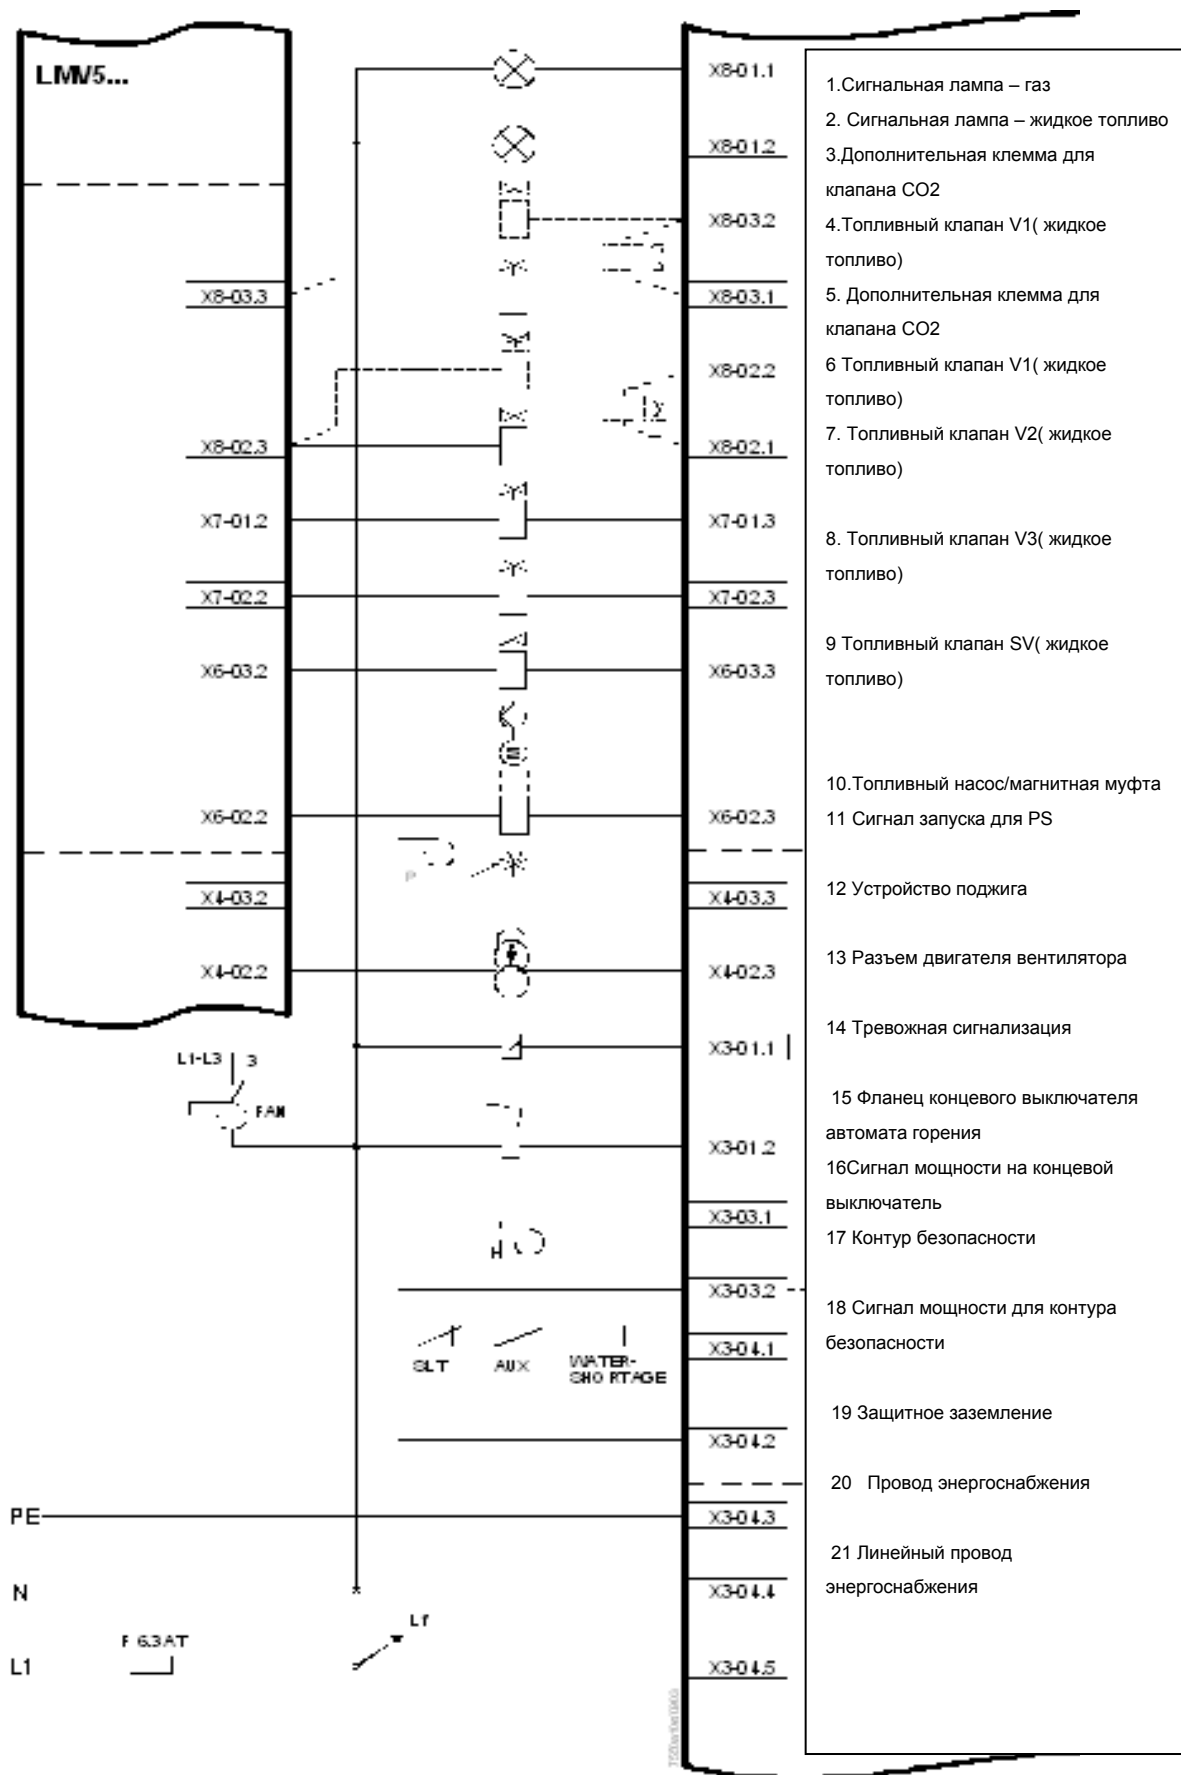 LMV5...
X8-01.1
X8-01.2
X8-03.2
X8-03.3
X8-03.1
X8-02.2
X8-02.3
X8-02.1
X7-01.2
X7-01.3
X7-02.2
X7-02.3
X6-03.2
X6-03.3
X6-02.2
X6-02.3
P
X4-03.2
X4-03.3
X4-02.2
X4-02.3
X3-01.1
L1-L3
3
FAN
X3-01.2
X3-03.1
H
X3-03.2
SLT
AUX
WATER-
SHORTAGE
X3-04.1
X3-04.2
PE
X3-04.3
N
X3-04.4
F 6.3AT
L1
L1'
X3-04.5
1.Сигнальная лампа – газ
2. Сигнальная лампа – жидкое топливо
3.Дополнительная клемма для
клапана CO2
4.Топливный клапан V1( жидкое
топливо)
5. Дополнительная клемма для
клапана CO2
6 Топливный клапан V1( жидкое
топливо)
7. Топливный клапан V2( жидкое
топливо)
8. Топливный клапан V3( жидкое
топливо)
9 Топливный клапан SV( жидкое
топливо)
10.Топливный насос/магнитная муфта
11 Сигнал запуска для PS
12 Устройство поджига
13 Разъем двигателя вентилятора
14 Тревожная сигнализация
15 Фланец концевого выключателя
автомата горения
16Сигнал мощности на концевой
выключатель
17 Контур безопасности
18 Сигнал мощности для контура
безопасности
19 Защитное заземление
20 Провод энергоснабжения
21 Линейный провод
энергоснабжения